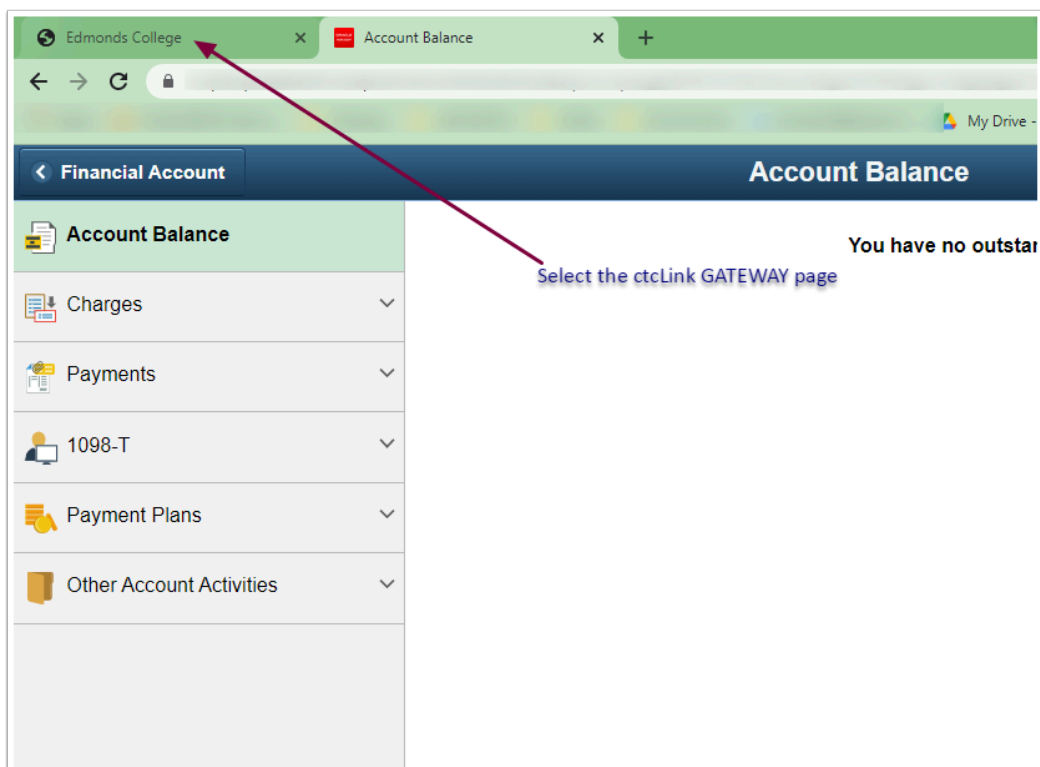 Edmonds College
Account Balance
My Drive -
Financial Account
Account Balance
Account Balance
You have no outstar
Select the ctcLink GATEWAY page
Charges
Payments
1098-T
Payment Plans
Other Account Activities